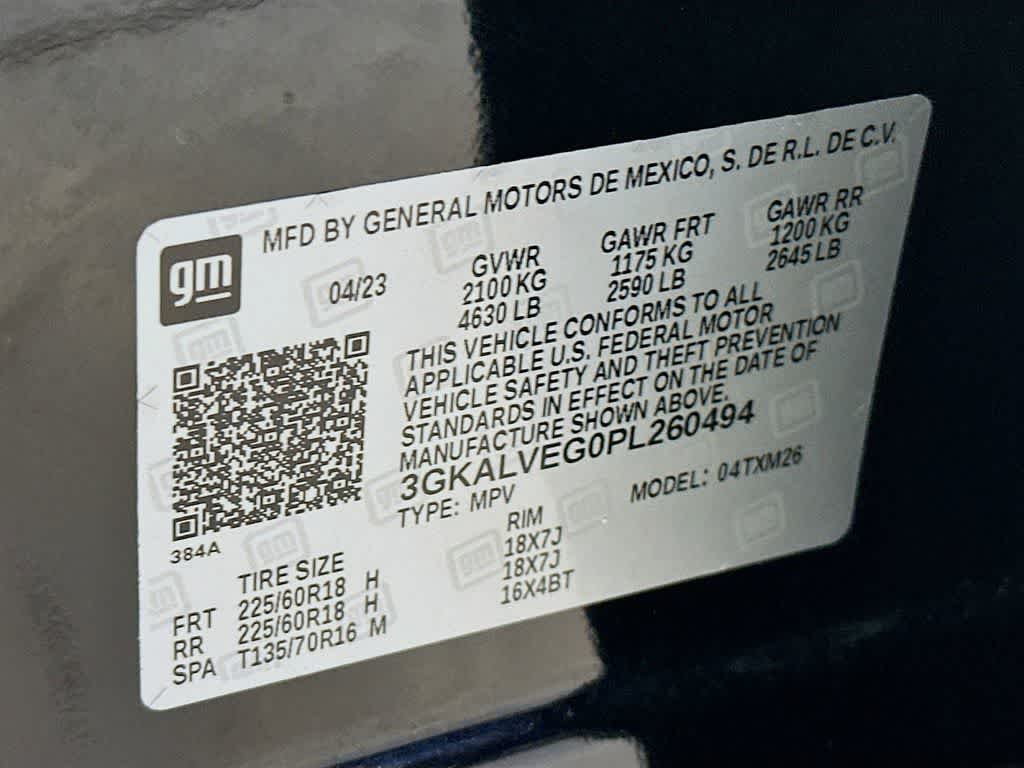 gm
MFD BY GENERAL MOTORS DE MEXICO, S. DE R.L. DE C.V.
04/23 GVWR GAWR FRT GAWR RR
2100 KG 1175 KG 1200 KG
4630 LB 2590 LB 2645 LB
THIS VEHICLE CONFORMS TO ALL
APPLICABLE U.S. FEDERAL MOTOR
VEHICLE SAFETY AND THEFT PREVENTION
STANDARDS IN EFFECT ON THE DATE OF
MANUFACTURE SHOWN ABOVE.
3GKALVEG0PL260494
TYPE: MPV MODEL: 04TXM26
384A
TIRE SIZE RIM
FRT 225/60R18 H 18X7J
RR 225/60R18 H 18X7J
SPA T135/70R16 M 16X4BT